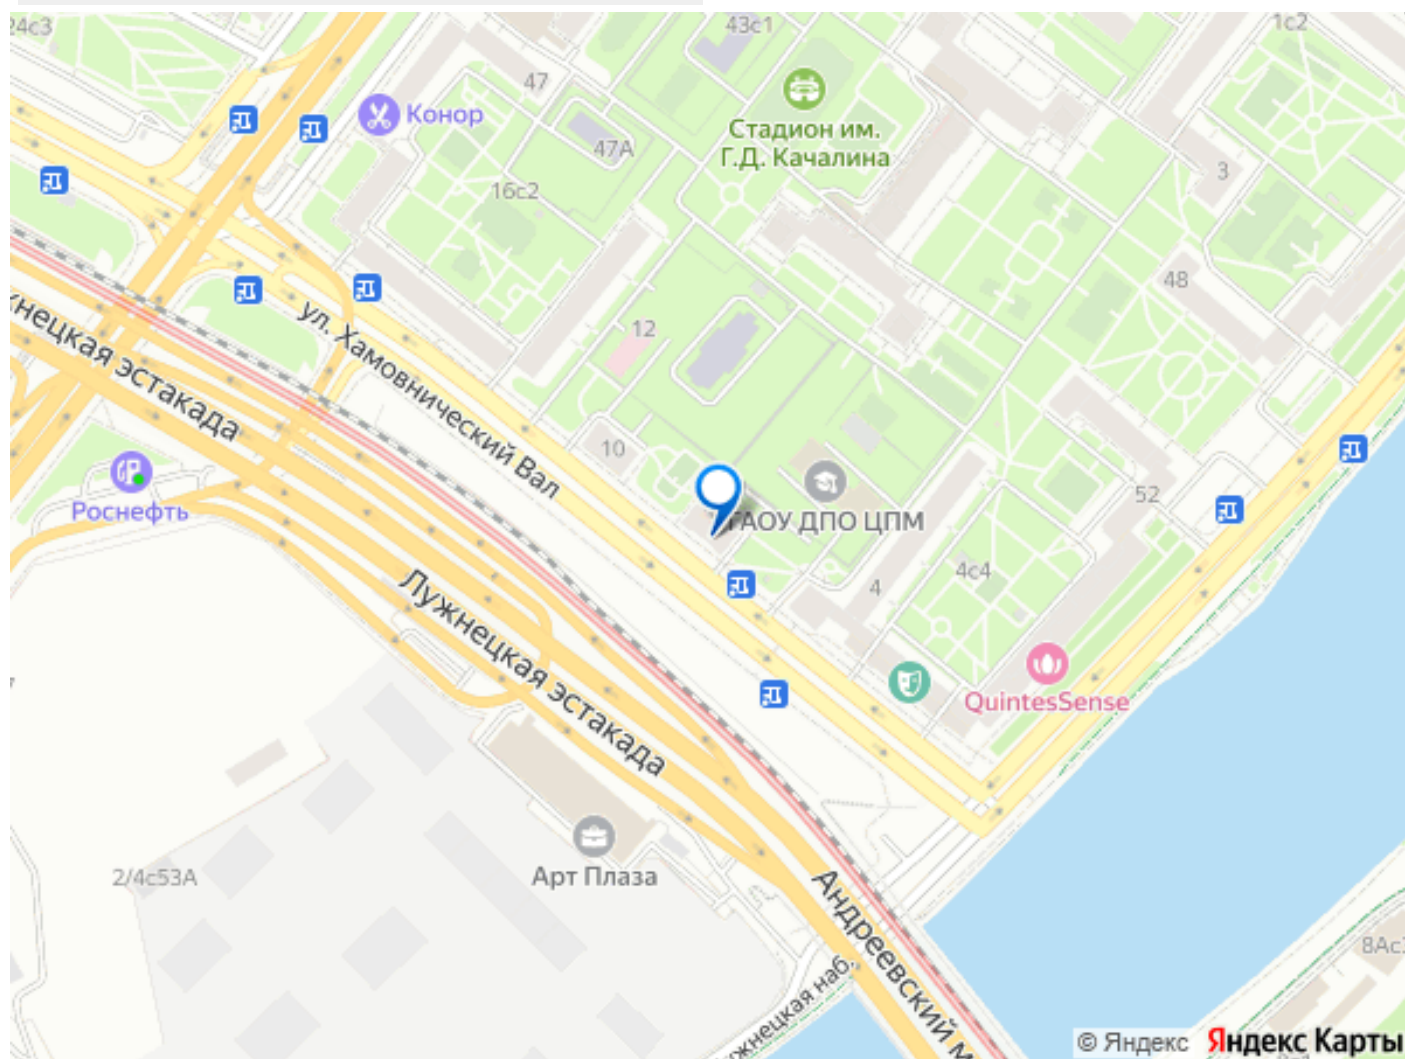 24с3
43с1
1с2
47
Конор
47А
Стадион им.
Г.Д. Качалина
3
16с2
48
12
ул. Хамовнический Вал
жнецкая эстакада
10
Роснефть
52
ГАОУ ДПО ЦПМ
4с4
4
Лужнецкая эстакада
QuintesSense
2/4с53А
Арт Плаза
Андреевский м
жнецкая наб.
8Ас
© Яндекс Яндекс Карты